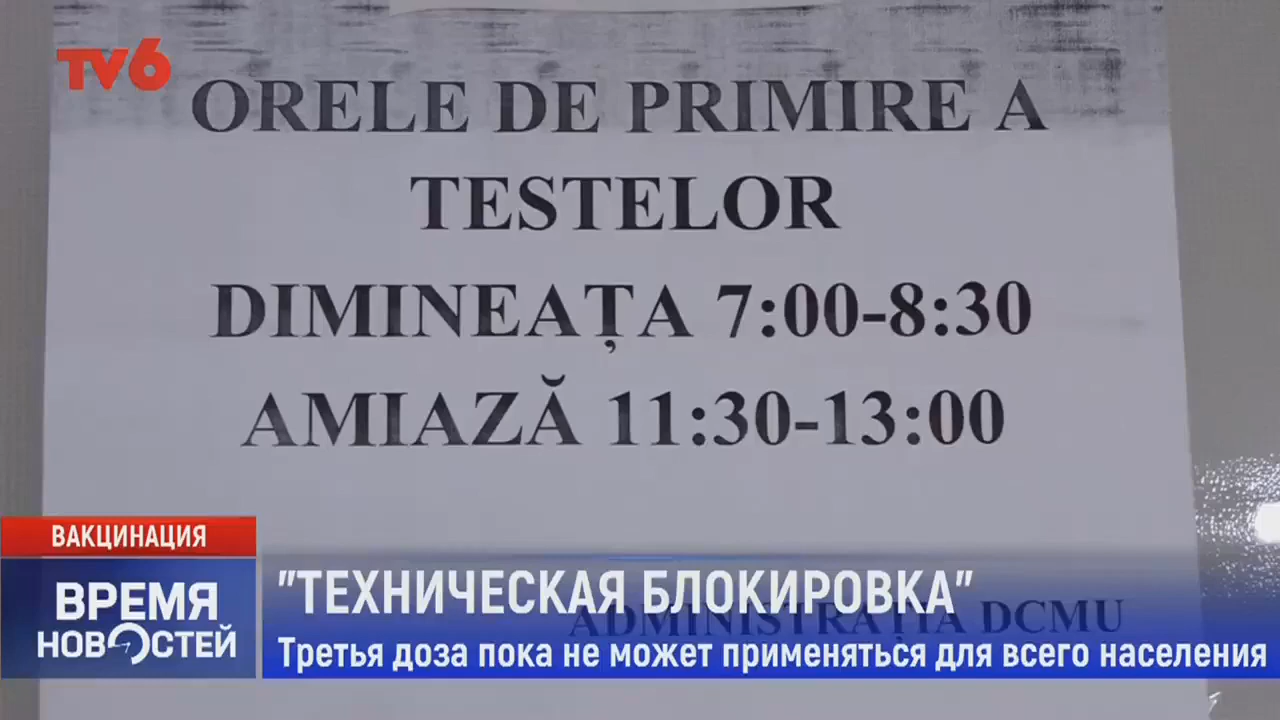 TV6
ORELE DE PRIMIRE A
TESTELOR
DIMINEAȚA 7:00-8:30
AMIAZĂ 11:30-13:00
ADMINISTRAȚIA DCMU
ВАКЦИНАЦИЯ
ВРЕМЯ
НОВОСТЕЙ
"ТЕХНИЧЕСКАЯ БЛОКИРОВКА"
Третья доза пока не может применяться для всего населения